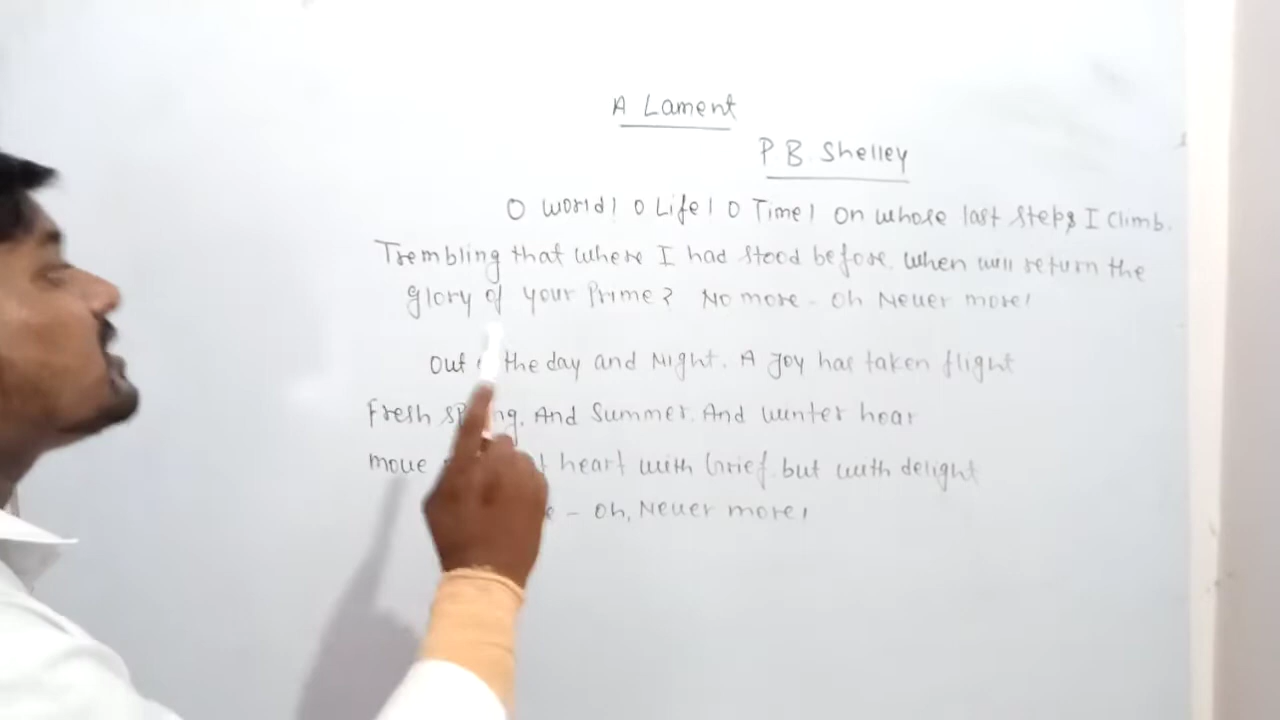 A Lament
P B. Shelley
O World! O Life! O Time! On whose last steps I climb.
Trembling that where I had stood before. when will return the
glory of your Prime? No more - Oh Never more!
Out the day and Night. A joy has taken flight
Fresh And Summer. And winter hoar
move heart with Grief. but with delight
- Oh, Never more!